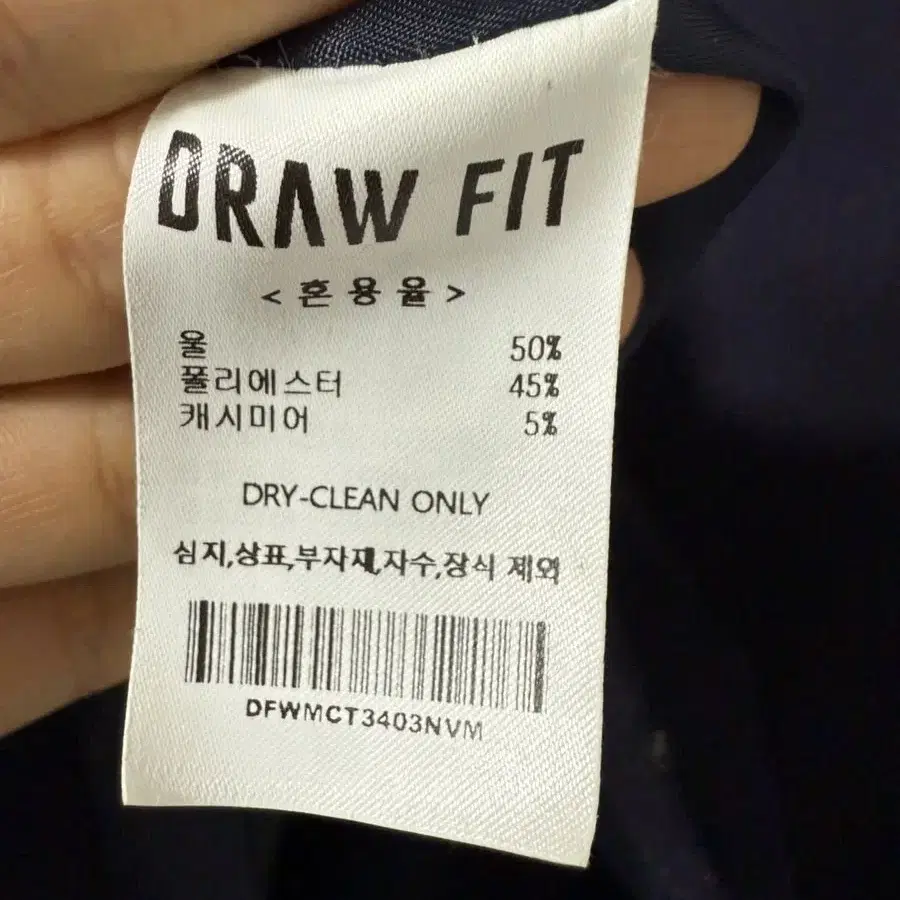 DRAW FIT
<혼용율>
울 50%
폴리에스터 45%
캐시미어 5%
DRY-CLEAN ONLY
심지,상표,부자재,자수,장식 제외
DFWMCT3403NVM